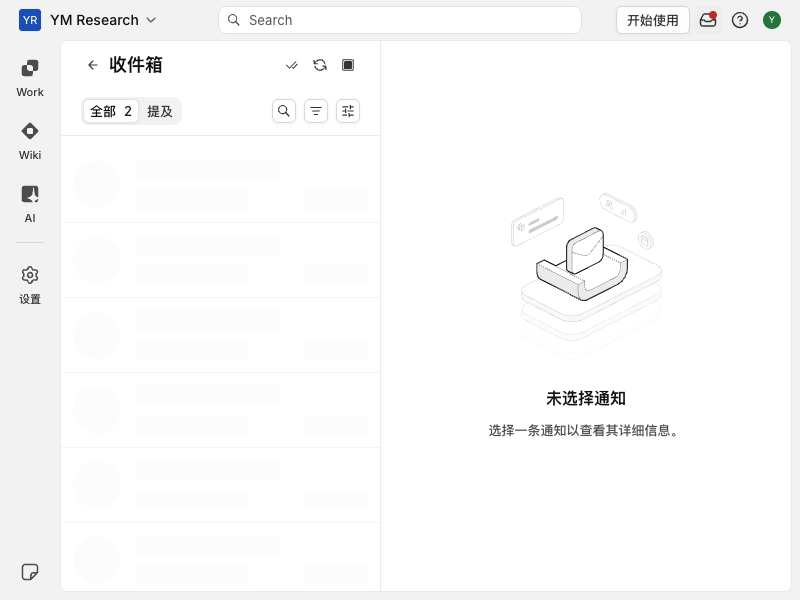 YR YM Research
Search
开始使用
Y
Work
Wiki
AI
设置
收件箱
全部 2 提及
未选择通知
选择一条通知以查看其详细信息。